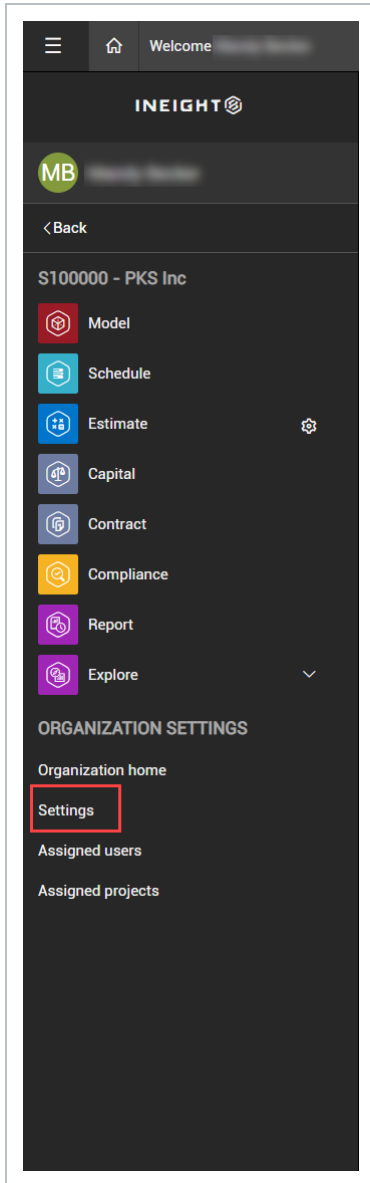 Welcome
INEIGHT
MB
Back
S100000 - PKS Inc
Model
Schedule
Estimate
Capital
Contract
Compliance
Report
Explore
ORGANIZATION SETTINGS
Organization home
Settings
Assigned users
Assigned projects